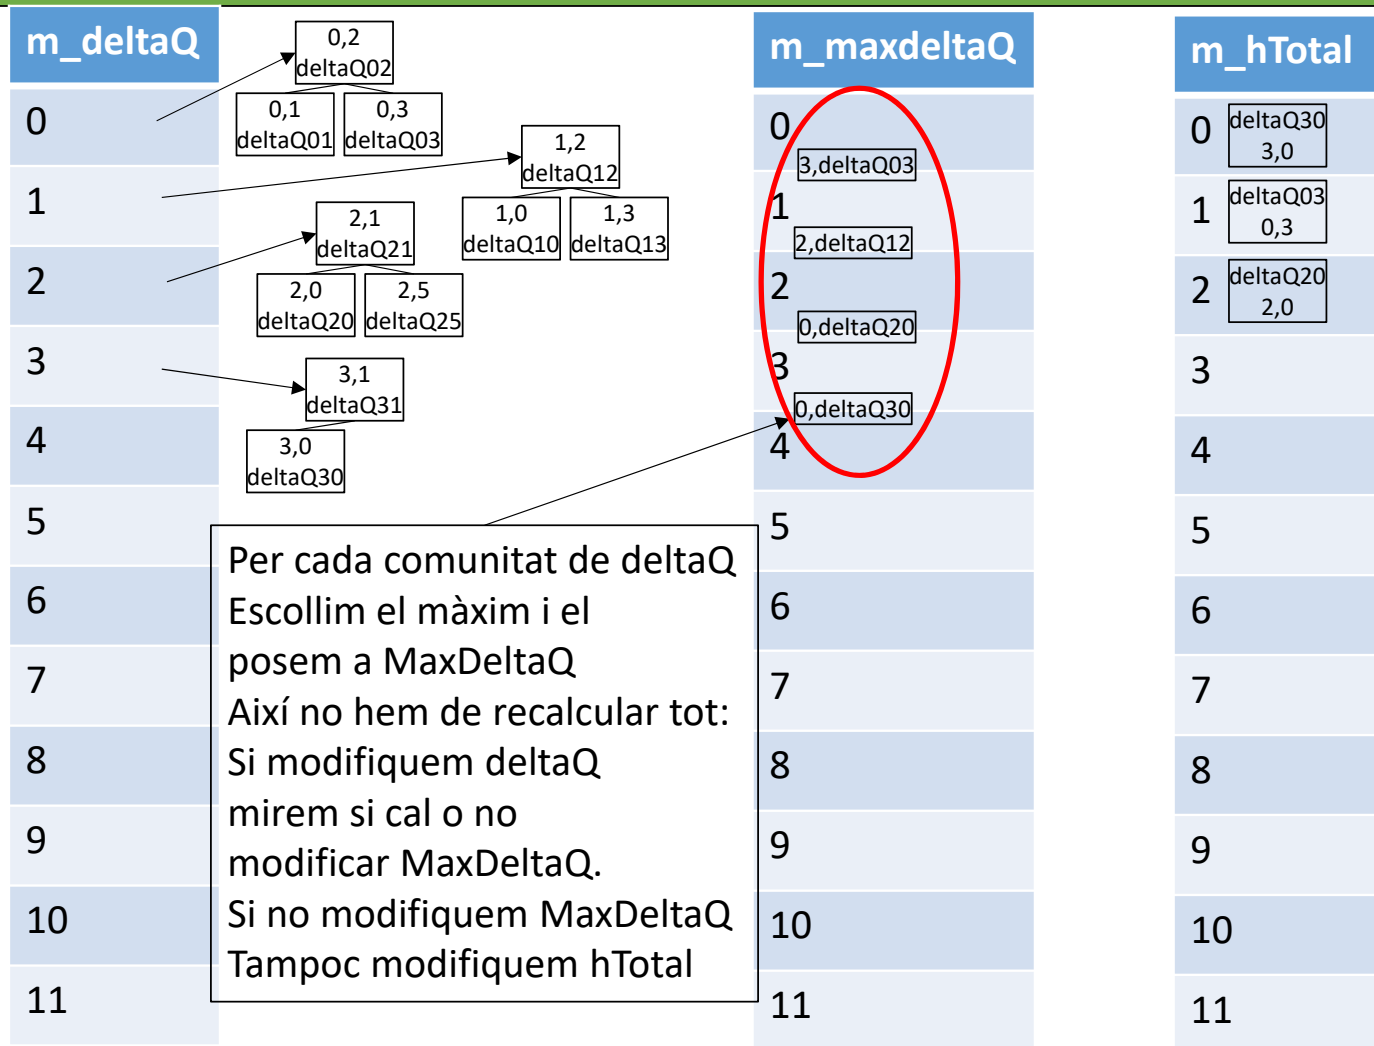 m_deltaQ
0
1
2
3
4
5
6
7
8
9
10
11
0,2
deltaQ02
0,1
deltaQ01
0,3
deltaQ03
1,2
deltaQ12
1,0
deltaQ10
1,3
deltaQ13
2,1
deltaQ21
2,0
deltaQ20
2,5
deltaQ25
3,1
deltaQ31
3,0
deltaQ30
Per cada comunitat de deltaQ
Escollim el màxim i el
posem a MaxDeltaQ
Així no hem de recalcular tot:
Si modifiquem deltaQ
mirem si cal o no
modificar MaxDeltaQ.
Si no modifiquem MaxDeltaQ
Tampoc modifiquem hTotal
m_maxdeltaQ
0
3,deltaQ03
1
2,deltaQ12
2
0,deltaQ20
3
0,deltaQ30
4
5
6
7
8
9
10
11
m_hTotal
0
deltaQ30
3,0
1
deltaQ03
0,3
2
deltaQ20
2,0
3
4
5
6
7
8
9
10
11